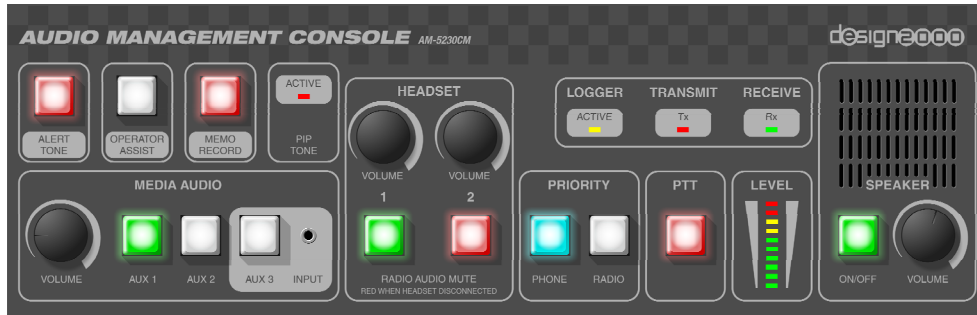 AUDIO MANAGEMENT CONSOLE AM-5230CM
design2000
ALERT
TONE
OPERATOR
ASSIST
MEMO
RECORD
ACTIVE
PIP
TONE
HEADSET
VOLUME
VOLUME
1
2
RADIO AUDIO MUTE
RED WHEN HEADSET DISCONNECTED
LOGGER
ACTIVE
TRANSMIT
Tx
RECEIVE
Rx
MEDIA AUDIO
VOLUME
AUX 1
AUX 2
AUX 3
INPUT
PRIORITY
PHONE
RADIO
PTT
LEVEL
SPEAKER
ON/OFF
VOLUME